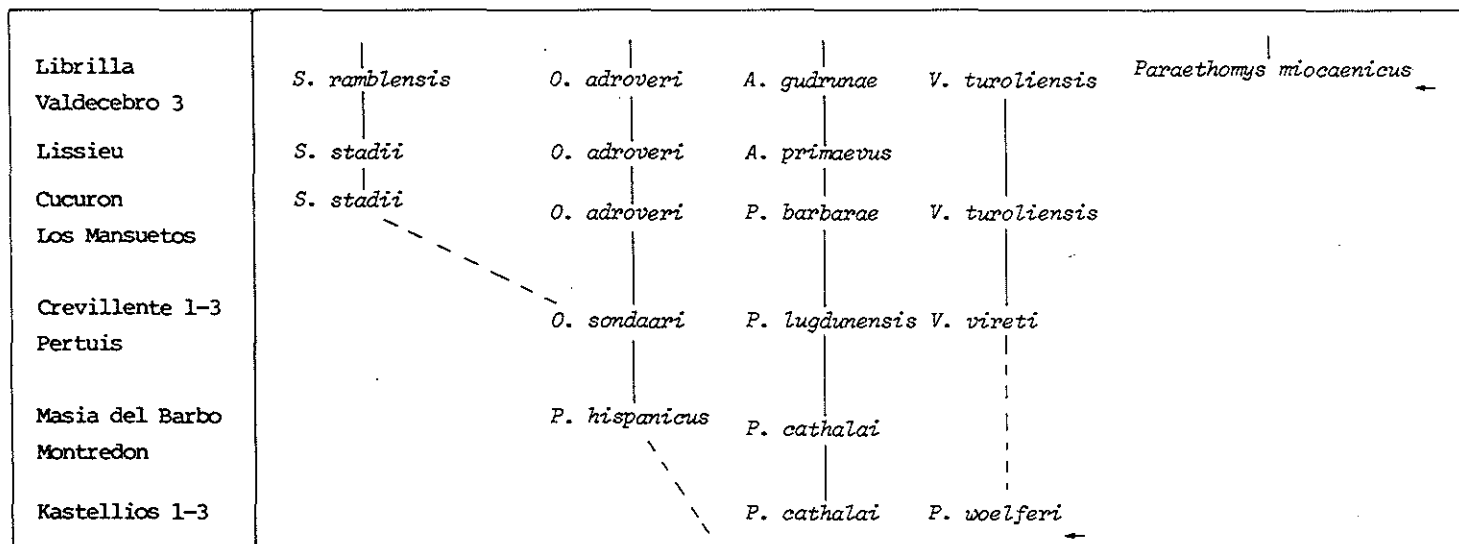 Librilla S. ramblensis O. adroveri A. gudrunae V. turoliensis Paraethomys miocaenicus
Valdecebro 3
Lissieu S. stadii O. adroveri A. primaevus
Cucuron S. stadii O. adroveri P. barbarae V. turoliensis
Los Mansuetos
Crevillente 1-3 O. sondaari P. lugdunensis V. vireti
Pertuis
Masia del Barbo P. hispanicus P. cathalai
Montredon
Kastellios 1-3 P. cathalai P. woelferi